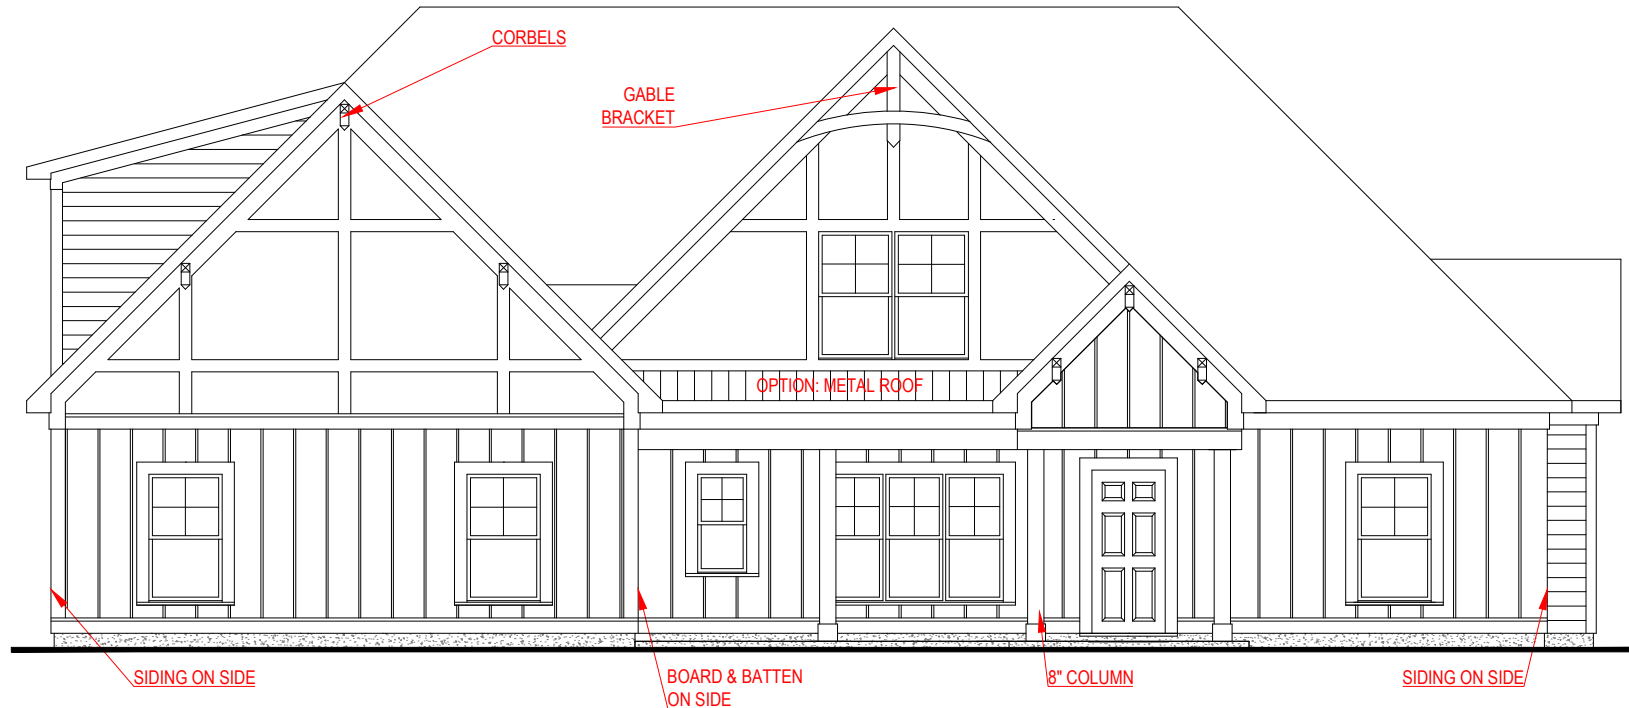 CORBELS
GABLE
BRACKET
OPTION: METAL ROOF
SIDING ON SIDE
BOARD & BATTEN
ON SIDE
8" COLUMN
SIDING ON SIDE